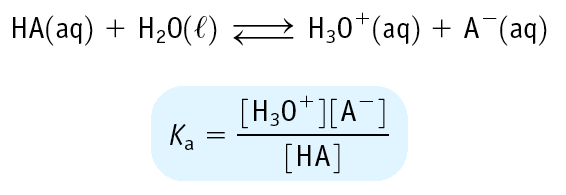 HA(aq) + H₂O(ℓ) ⇌ H₃O⁺(aq) + A⁻(aq)
Kₐ = [H₃O⁺][A⁻] / [HA]